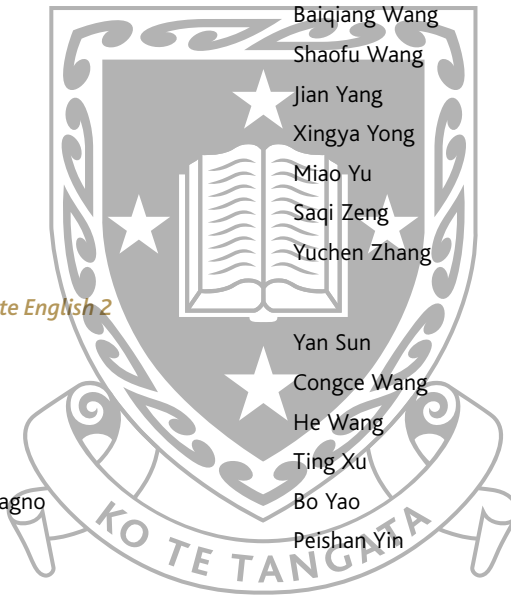 Baiqiang Wang
Shaofu Wang
Jian Yang
Xingya Yong
Miao Yu
Saqi Zeng
Yuchen Zhang
te English 2
Yan Sun
Congce Wang
He Wang
Ting Xu
agno
Bo Yao
Peishan Yin
KO TE TANGATA